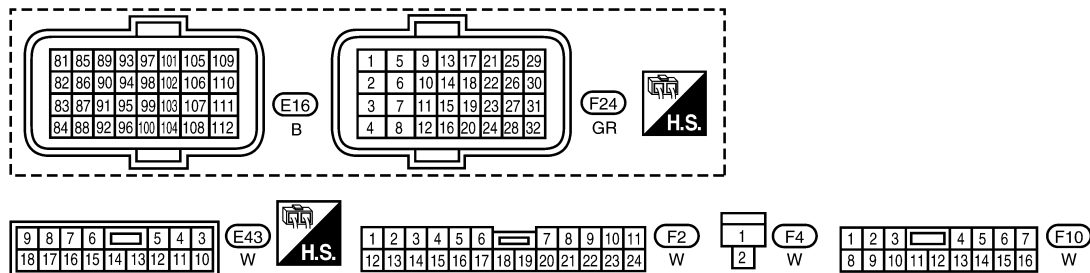 81 85 89 93 97 101 105 109
82 86 90 94 98 102 106 110
83 87 91 95 99 103 107 111
84 88 92 96 100 104 108 112
E16
B
1 5 9 13 17 21 25 29
2 6 10 14 18 22 26 30
3 7 11 15 19 23 27 31
4 8 12 16 20 24 28 32
F24
GR
H.S.
9 8 7 6 5 4 3
18 17 16 15 14 13 12 11 10
E43
W
H.S.
1 2 3 4 5 6 7 8 9 10 11
12 13 14 15 16 17 18 19 20 21 22 23 24
F2
W
1
2
F4
W
1 2 3 4 5 6 7
8 9 10 11 12 13 14 15 16
F10
W